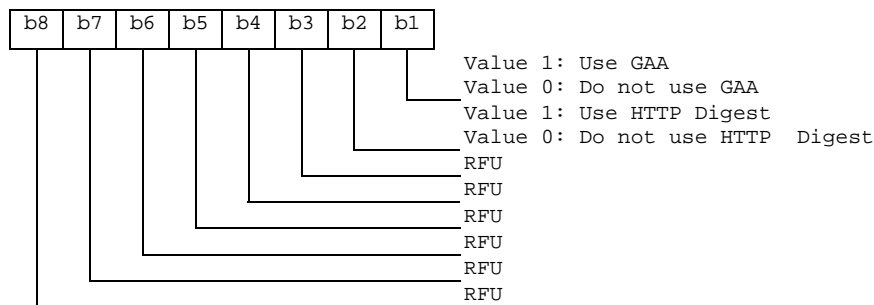 b8 b7 b6 b5 b4 b3 b2 b1
Value 1: Use GAA
Value 0: Do not use GAA
Value 1: Use HTTP Digest
Value 0: Do not use HTTP Digest
RFU
RFU
RFU
RFU
RFU
RFU